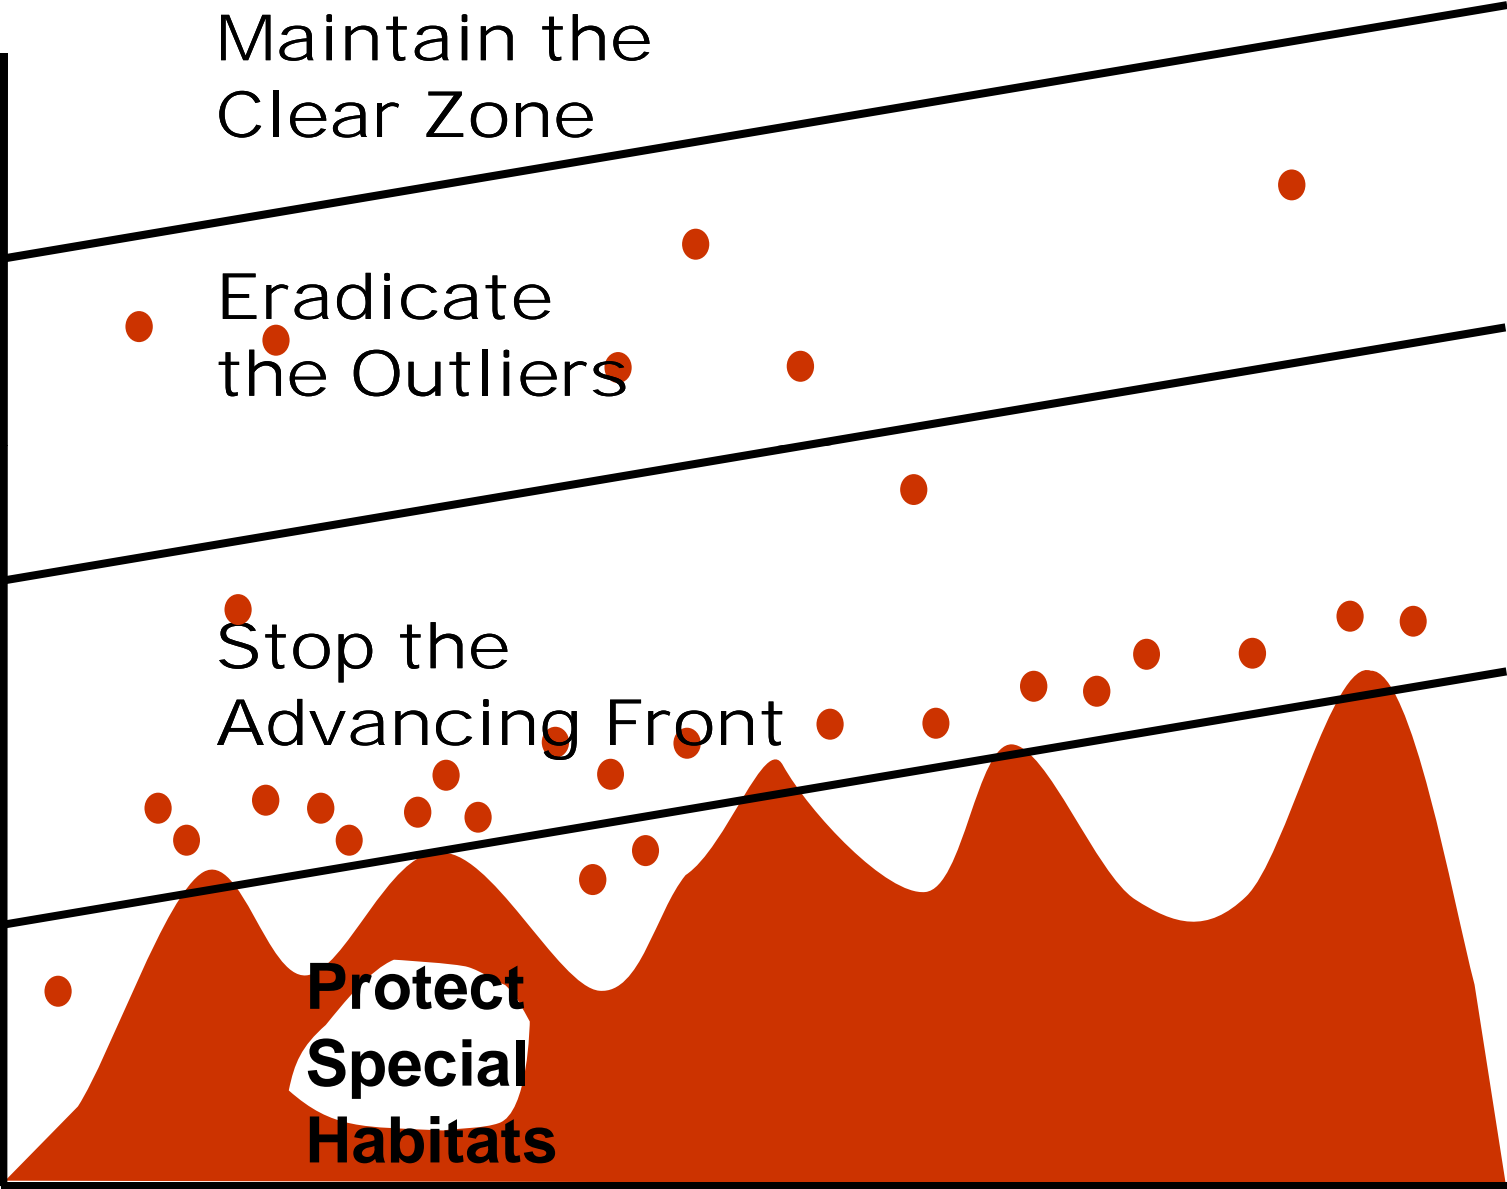 Maintain the
Clear Zone
Eradicate
the Outliers
Stop the
Advancing Front
Protect
Special
Habitats